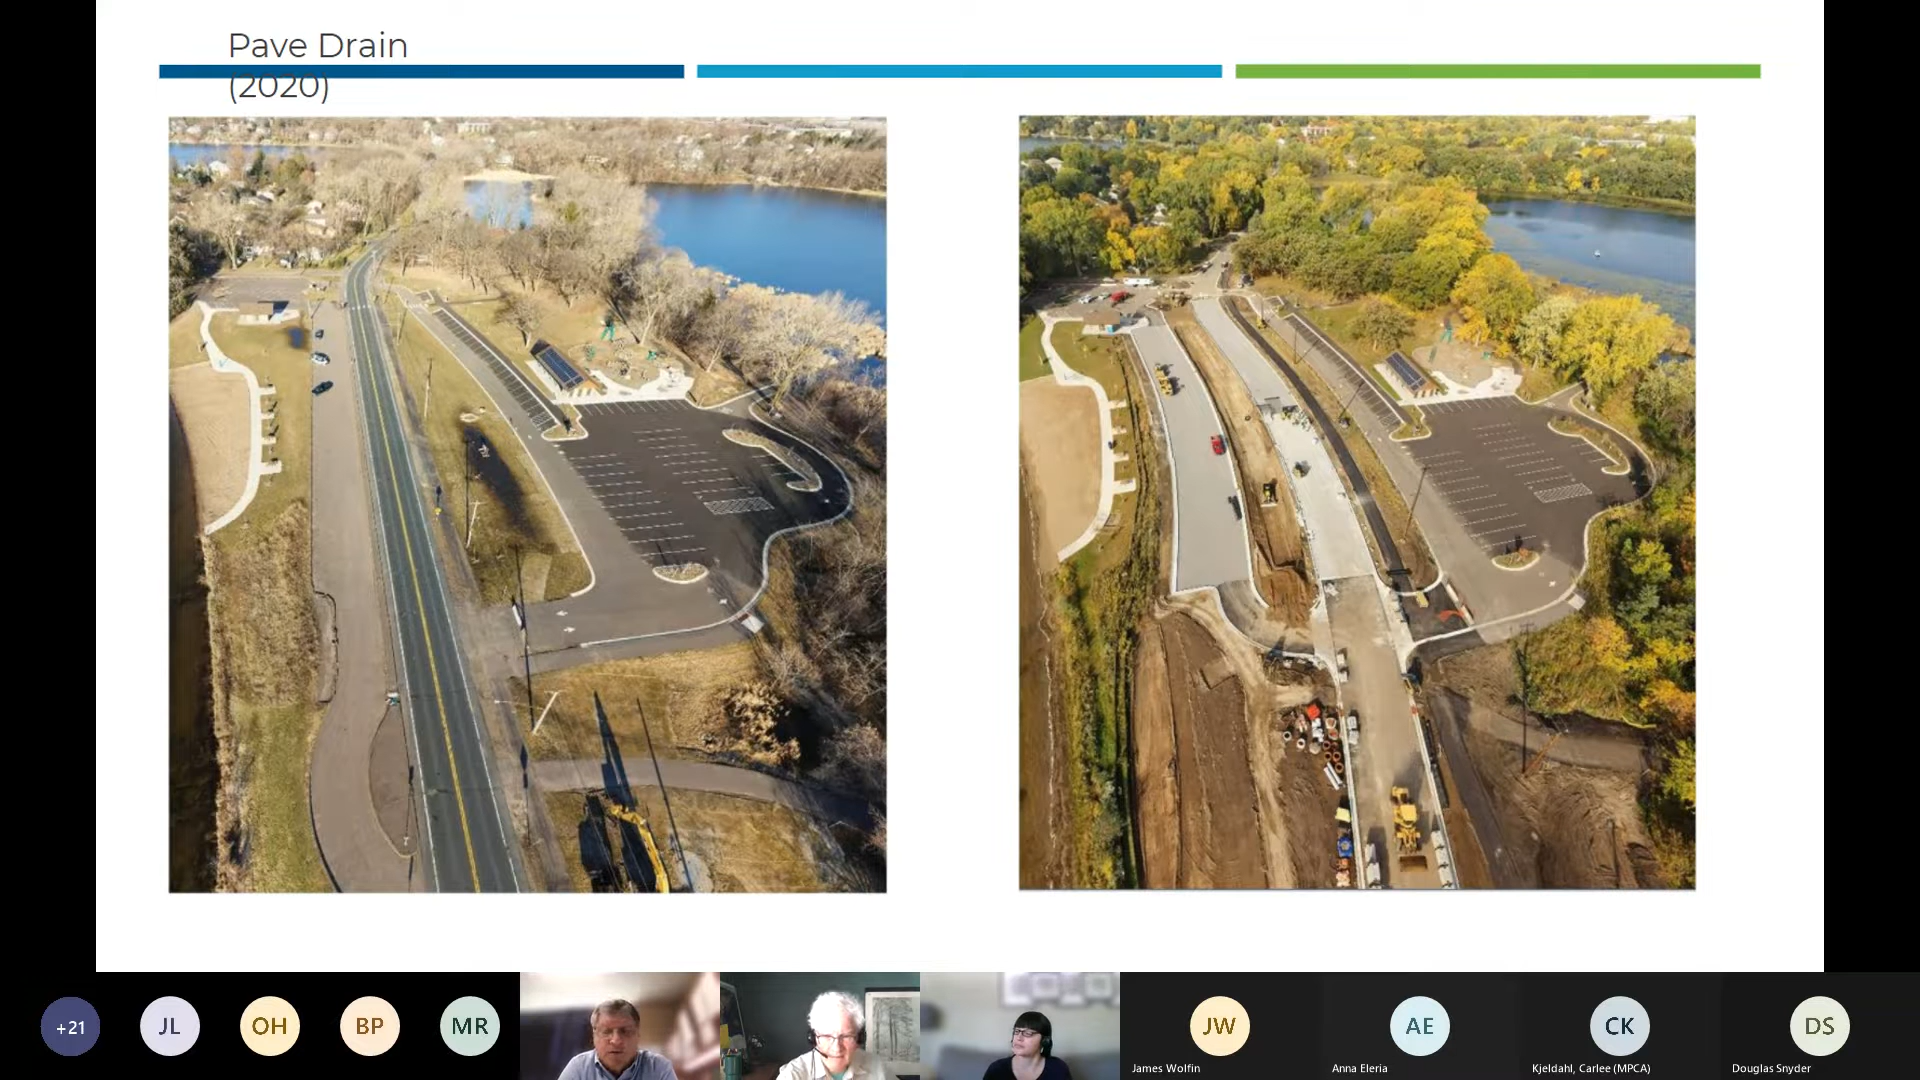 Pave Drain
(2020)
+21
JL
OH
BP
MR
JW
AE
CK
DS
James Wolfin
Anna Eleria
Kjeldahl, Carlee (MPCA)
Douglas Snyder